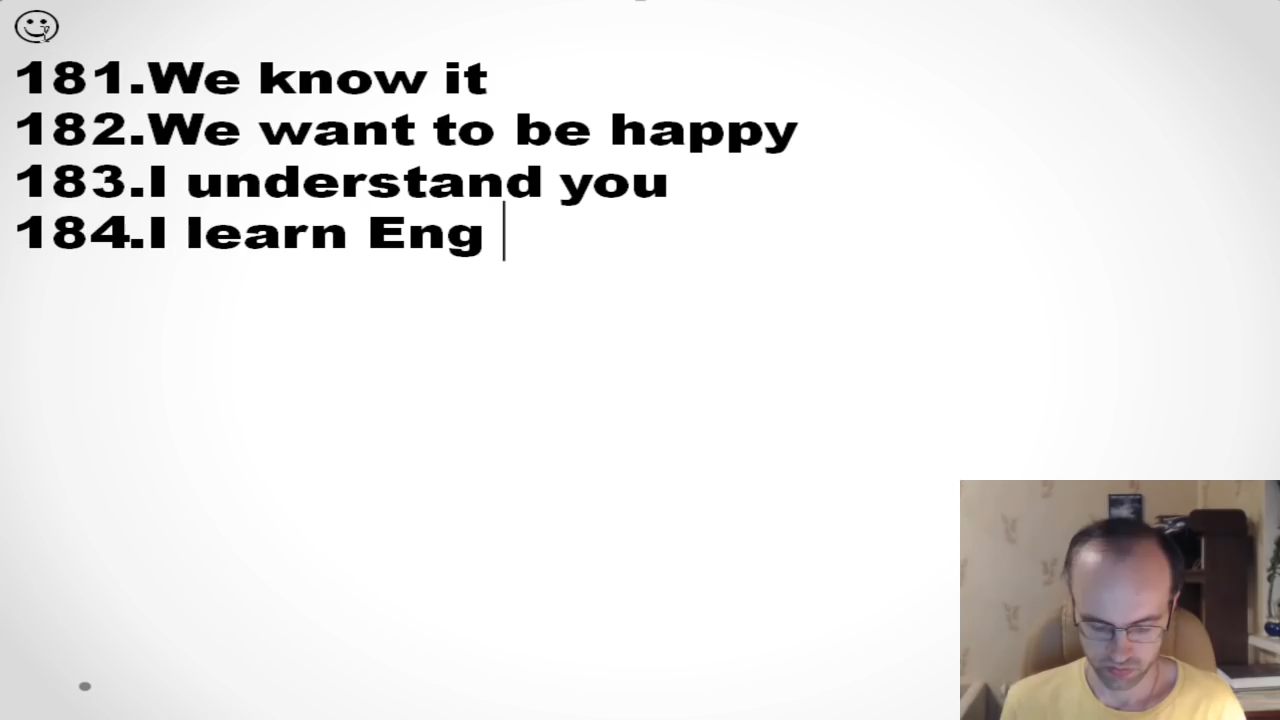 181.We know it
182.We want to be happy
183.I understand you
184.I learn Eng